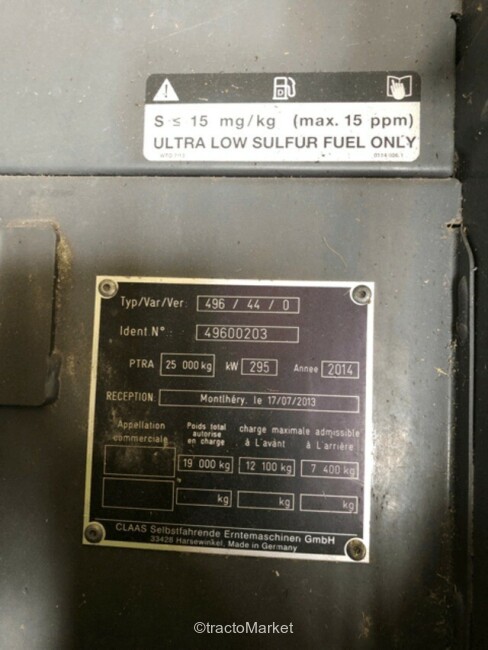 S ≤ 15 mg/kg (max. 15 ppm)
ULTRA LOW SULFUR FUEL ONLY
Typ/Var/Ver: 496 / 44 / 0
Ident N°.: 49600203
PTRA 25 000 kg kW 295 Annee 2014
RECEPTION: Montlhéry, le 17/07/2013
Appellation commerciale
Poids total autorise en charge
charge maximale admissible
à L'avant à L'arrière
19 000 kg 12 100 kg 7 400 kg
kg kg kg
CLAAS Selbstfahrende Erntemaschinen GmbH
33428 Harsewinkel, Made in Germany
©tractoMarket